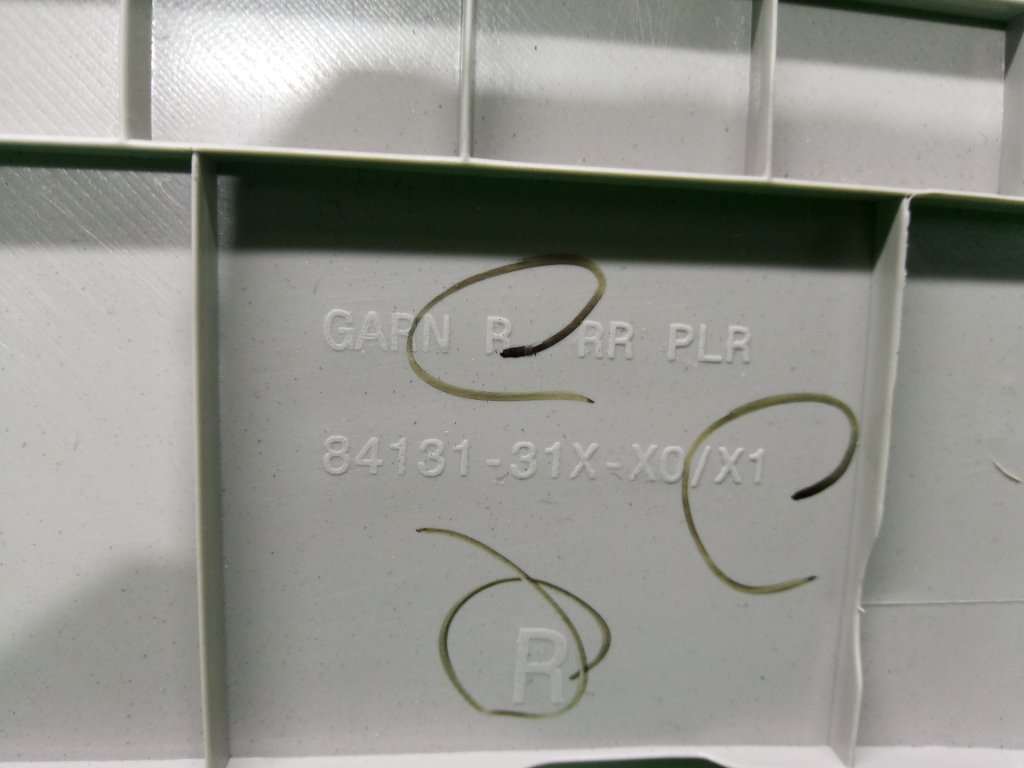 GARN R RR PLR
84131-31X-X0/X1
R